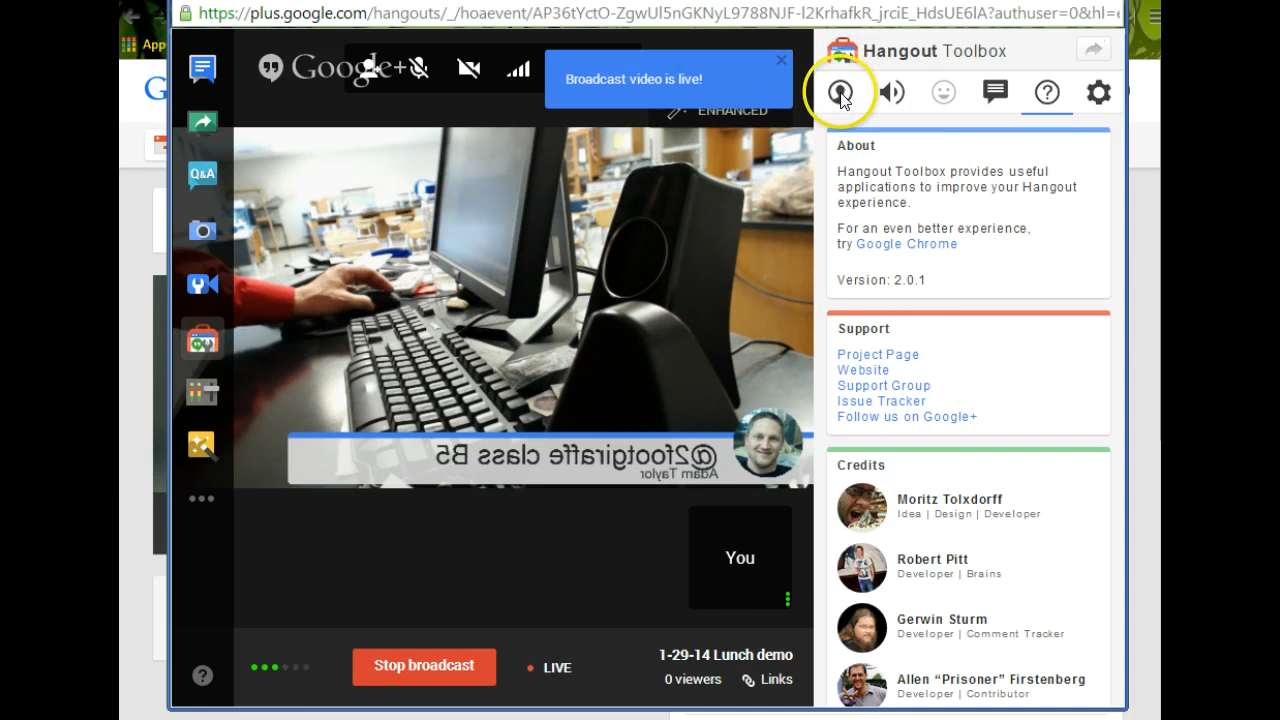 https://plus.google.com/hangouts/_/hoaevent/AP36tYctO-ZgwUl5nGKNyL9788NJF-l2KrhafkR_jrciE_HdsUE6lA?authuser=0&hl=
App
Google+
Broadcast video is live!
ENHANCED
Hangout Toolbox
Q&A
About
Hangout Toolbox provides useful
applications to improve your Hangout
experience.
For an even better experience,
try Google Chrome
Version: 2.0.1
Support
Project Page
Website
Support Group
Issue Tracker
Follow us on Google+
@2footgiraffe class B5
Adam Taylor
Credits
Moritz Tolxdorff
Idea | Design | Developer
Robert Pitt
Developer | Brains
Gerwin Sturm
Developer | Comment Tracker
Allen “Prisoner” Firstenberg
Developer | Contributor
You
Stop broadcast
LIVE
1-29-14 Lunch demo
0 viewers
Links